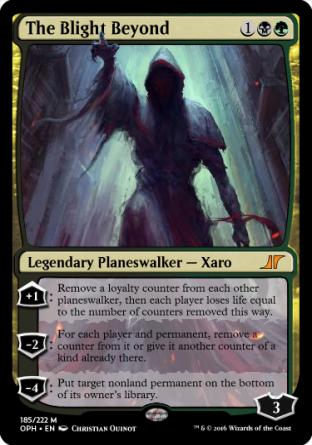 The Blight Beyond 1
Legendary Planeswalker — Xaro
+1 Remove a loyalty counter from each other
planeswalker, then each player loses life equal
to the number of counters removed this way.
-2 For each player and permanent, remove a
counter from it or give it another counter of a
kind already there.
-4 Put target nonland permanent on the bottom
of its owner's library.
3
185/222 M
OPH • EN Christian Quinot ™ & © 2016 Wizards of the Coast